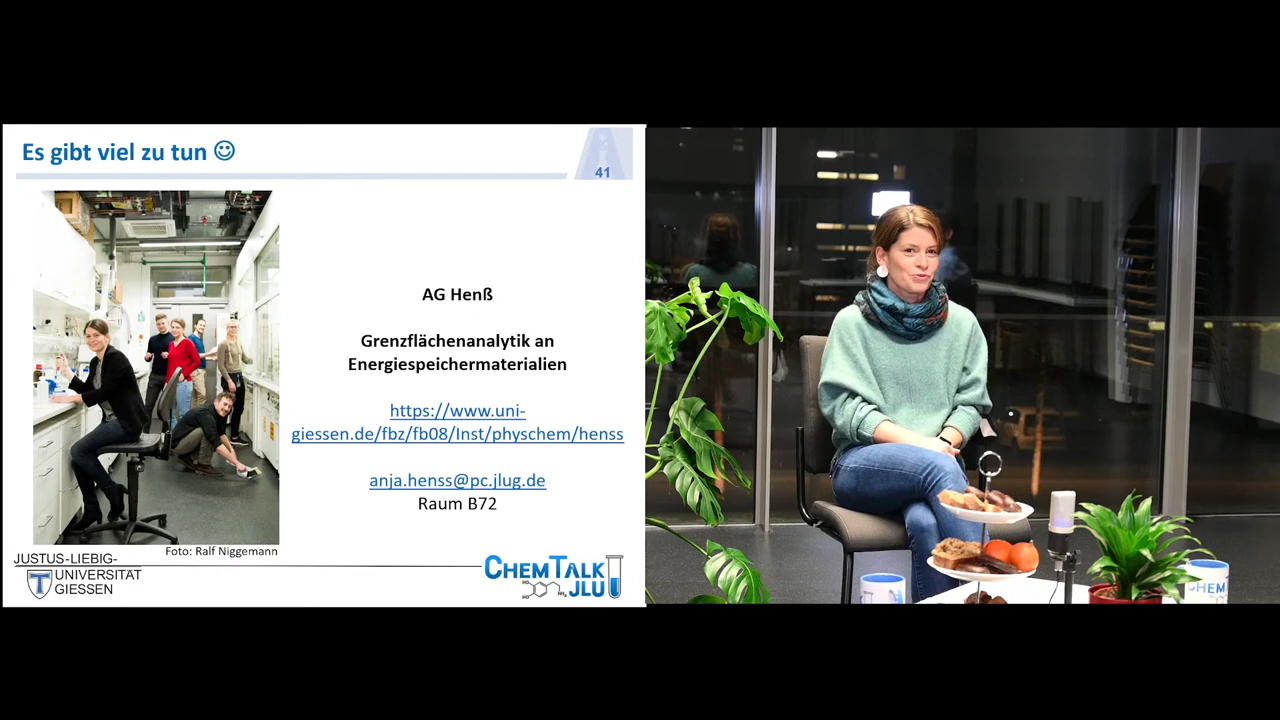 Es gibt viel zu tun ☺
41
AG Henß
Grenzflächenanalytik an
Energiespeichermaterialien
https://www.uni-
giessen.de/fbz/fb08/Inst/physchem/henss
anja.henss@pc.jlug.de
Raum B72
Foto: Ralf Niggemann
JUSTUS-LIEBIG-
UNIVERSITÄT
GIESSEN
CHEMTALK
JLU
CHEM